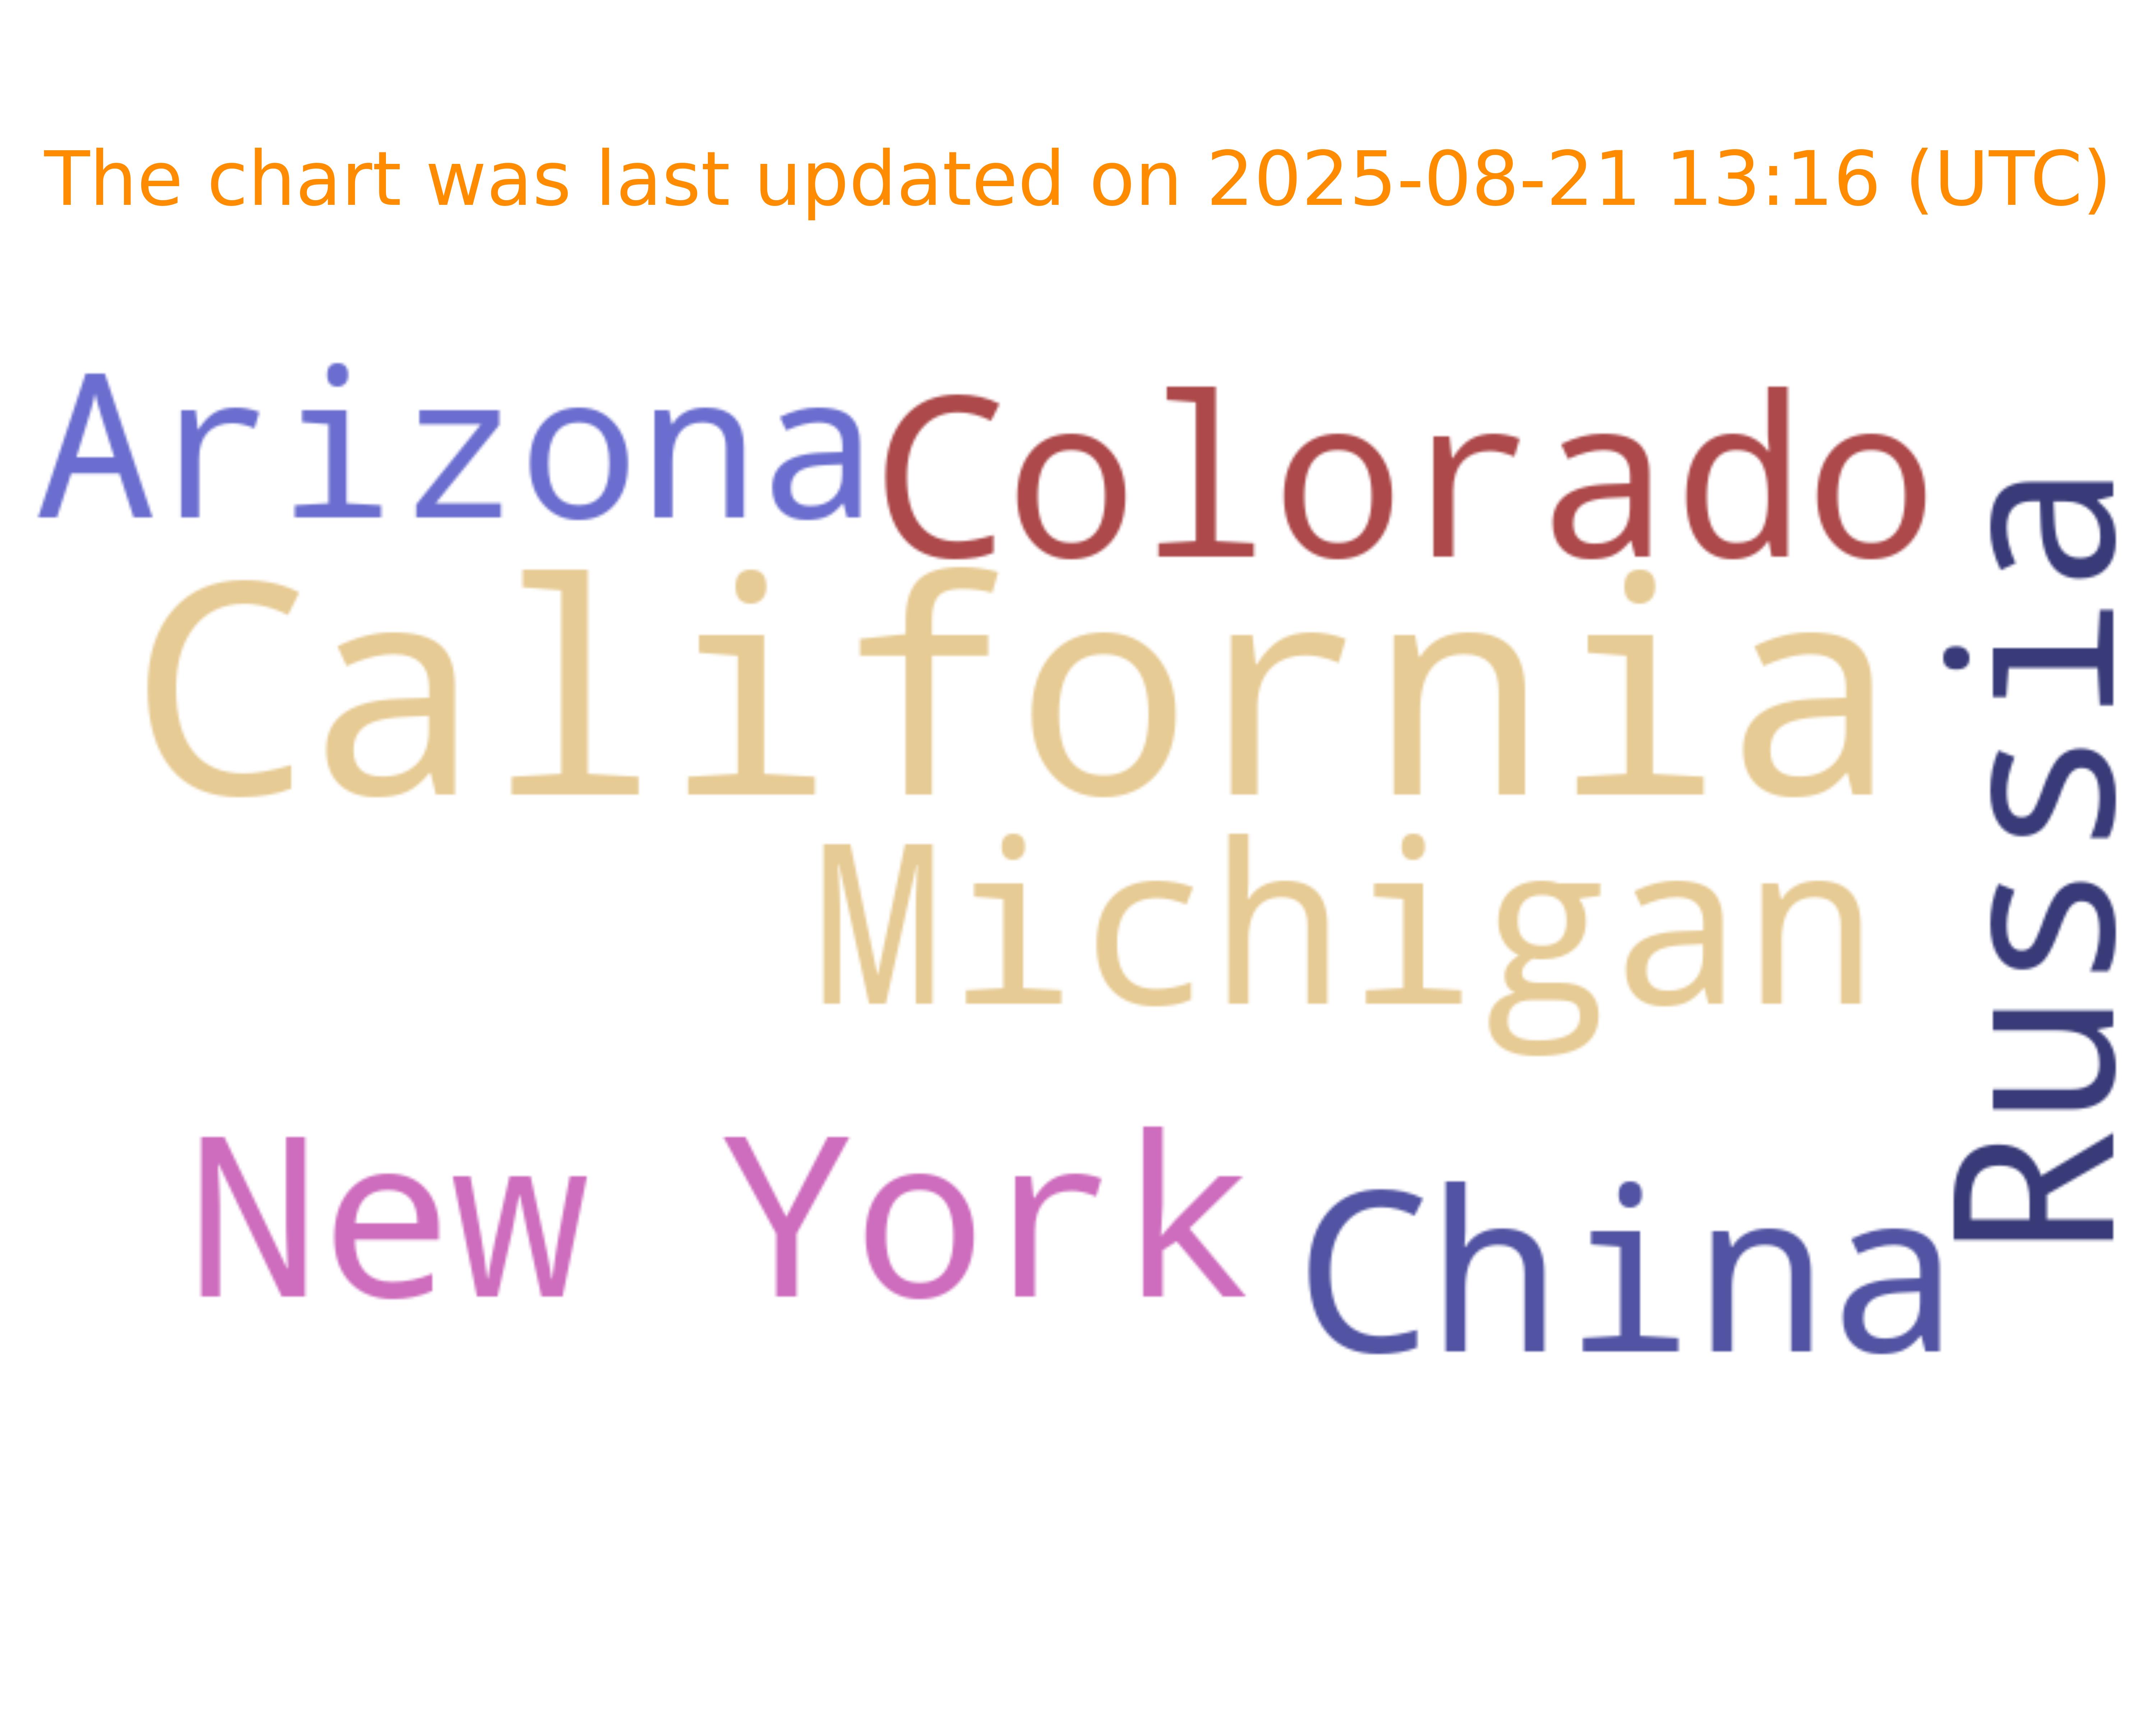 The chart was last updated on 2025-08-21 13:16 (UTC)
Arizona
Colorado
California
Michigan
Russia
New York
China